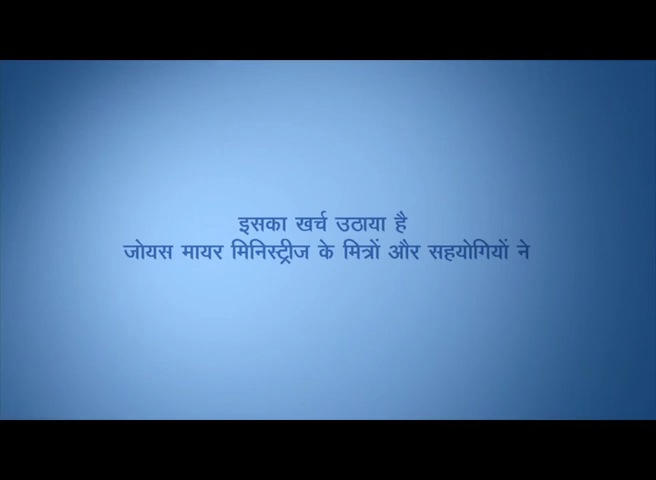 इसका खर्च उठाया है
जोयस मायर मिनिस्ट्रीज के मित्रों और सहयोगियों ने